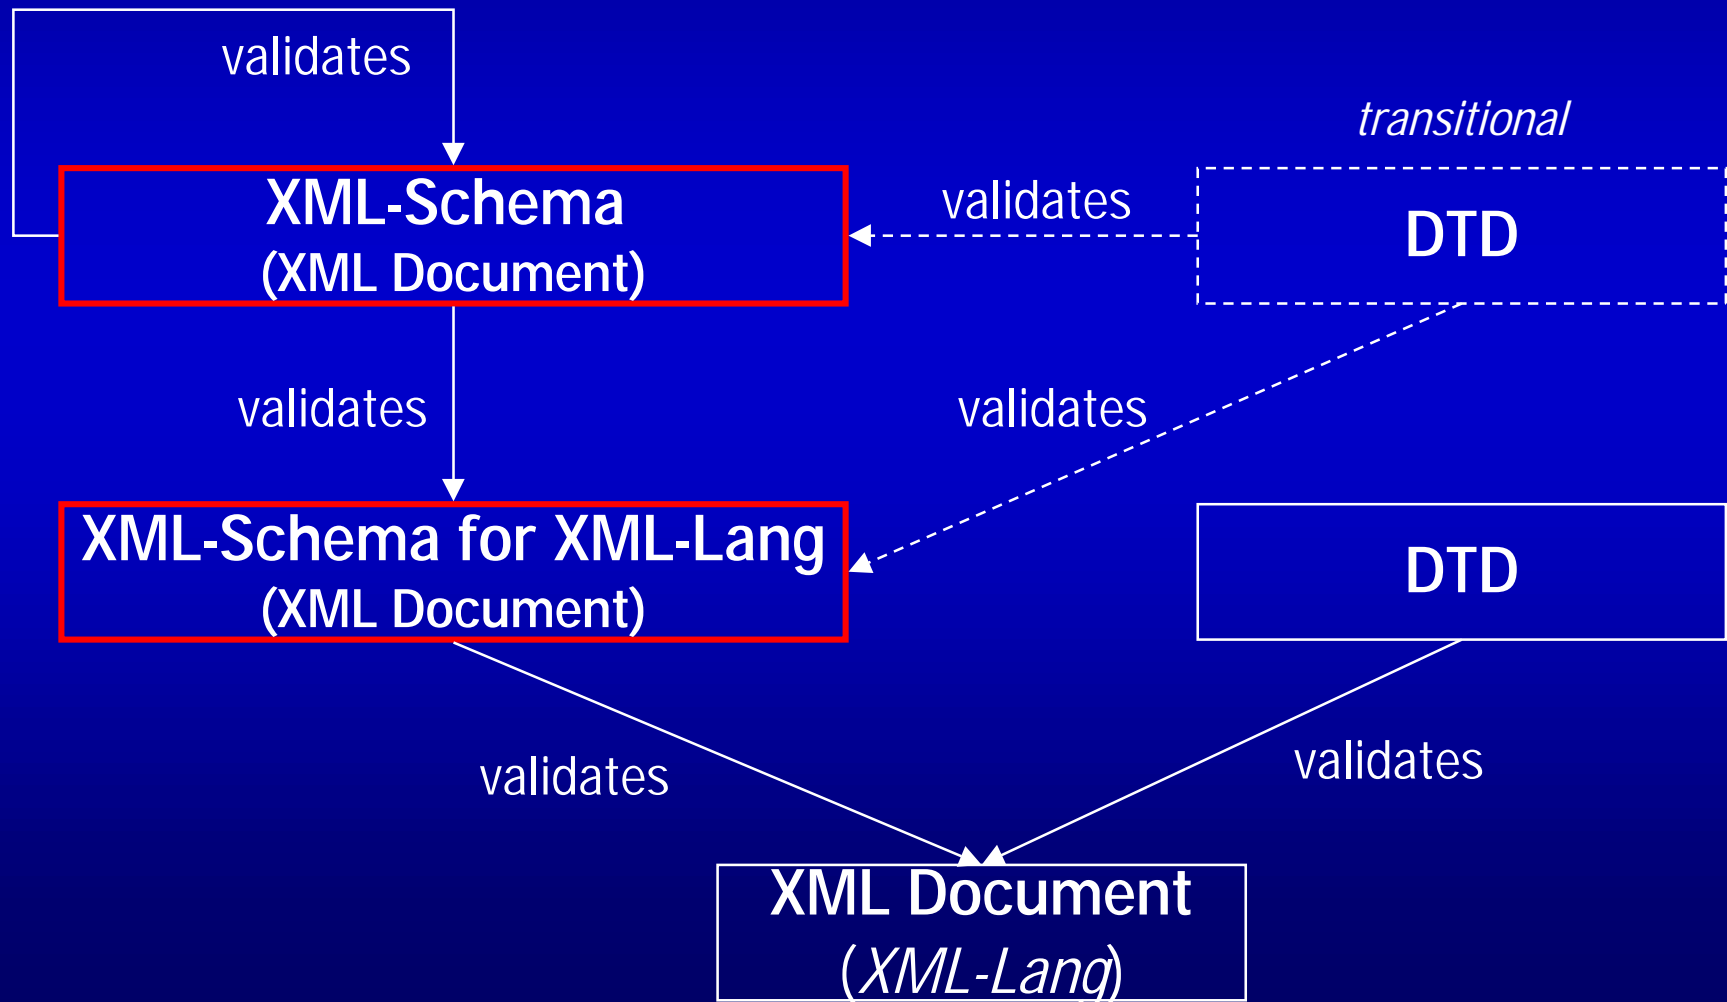 validates
transitional
XML-Schema
(XML Document)
validates
DTD
validates
validates
XML-Schema for XML-Lang
(XML Document)
DTD
validates
validates
XML Document
(XML-Lang)